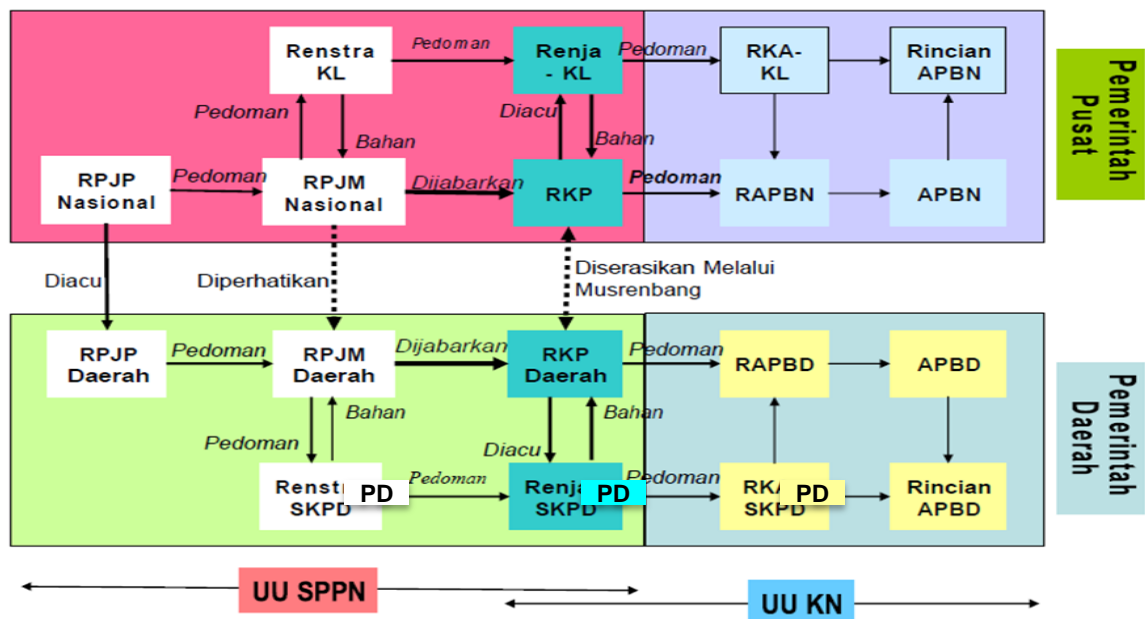 Renstra
KL
Pedoman
Renja
- KL
Pedoman
RKA-
KL
Rincian
APBN
Pemerintah
Pusat
Pedoman
Bahan
Diacu
Bahan
RPJP
Nasional
Pedoman
RPJM
Nasional
Dijabarkan
RKP
Pedoman
RAPBN
APBN
Diacu
Diperhatikan
Diserasikan Melalui
Musrenbang
RPJP
Daerah
Pedoman
RPJM
Daerah
Dijabarkan
RKP
Daerah
Pedoman
RAPBD
APBD
Pemerintah
Daerah
Bahan
Pedoman
Bahan
Diacu
Renstr
SKPD
PD
Pedoman
Renja
SKPD
PD
Pedoman
RKA
SKPD
PD
Rincian
APBD
UU SPPN
UU KN